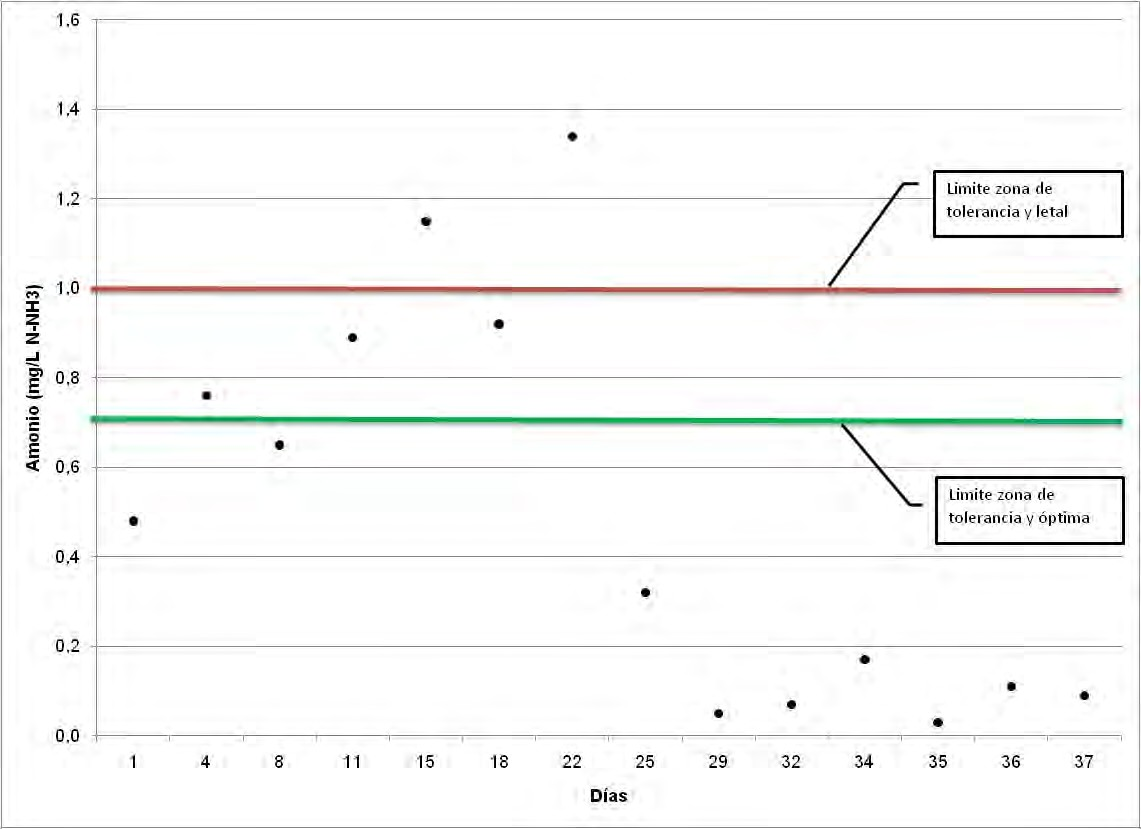 1.6
1.4
1.2
1.0
0.8
0.6
0.4
0.2
0.0
Amonio (mg/L N-NH3)
Limite zona de
tolerancia y letal
Limite zona de
tolerancia y óptima
1 4 8 11 15 18 22 25 29 32 34 35 36 37
Días